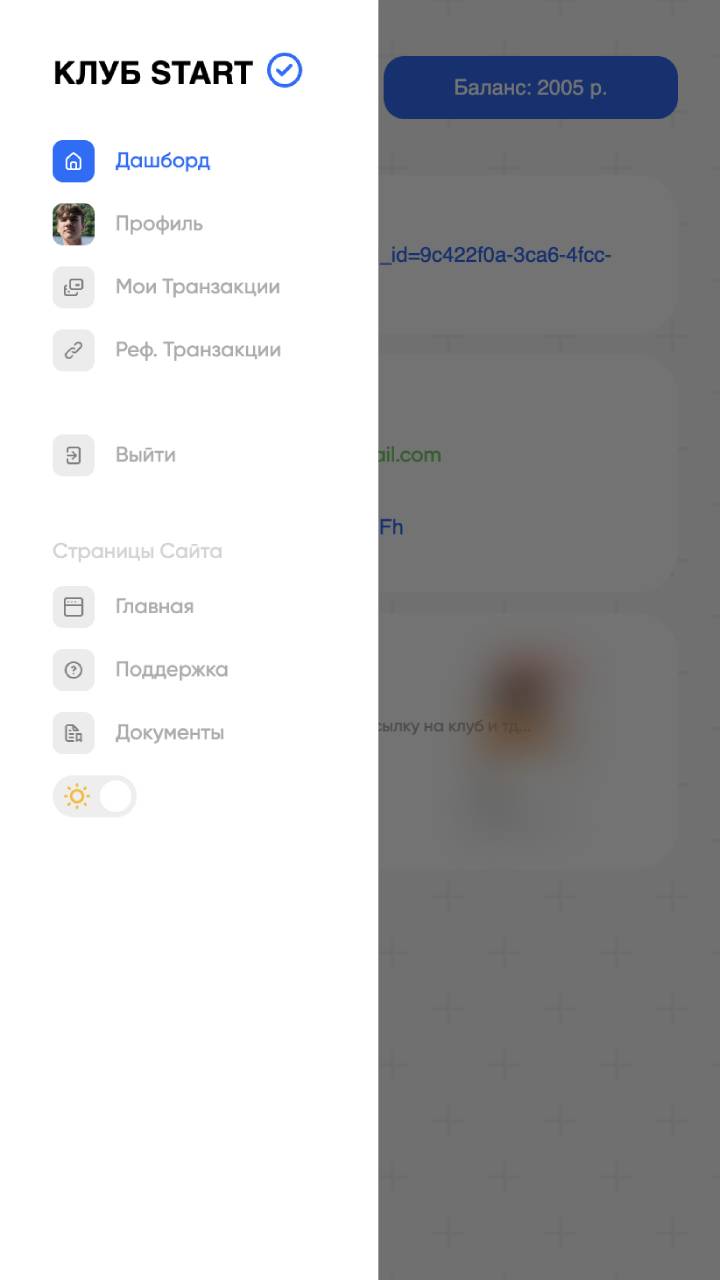 КЛУБ START
Баланс: 2005 р.
Дашборд
Профиль
_id=9c422f0a-3ca6-4fcc-
Мои Транзакции
Реф. Транзакции
Выйти
ail.com
Fh
Страницы Сайта
Главная
Поддержка
Документы
сылку на клуб и тд...